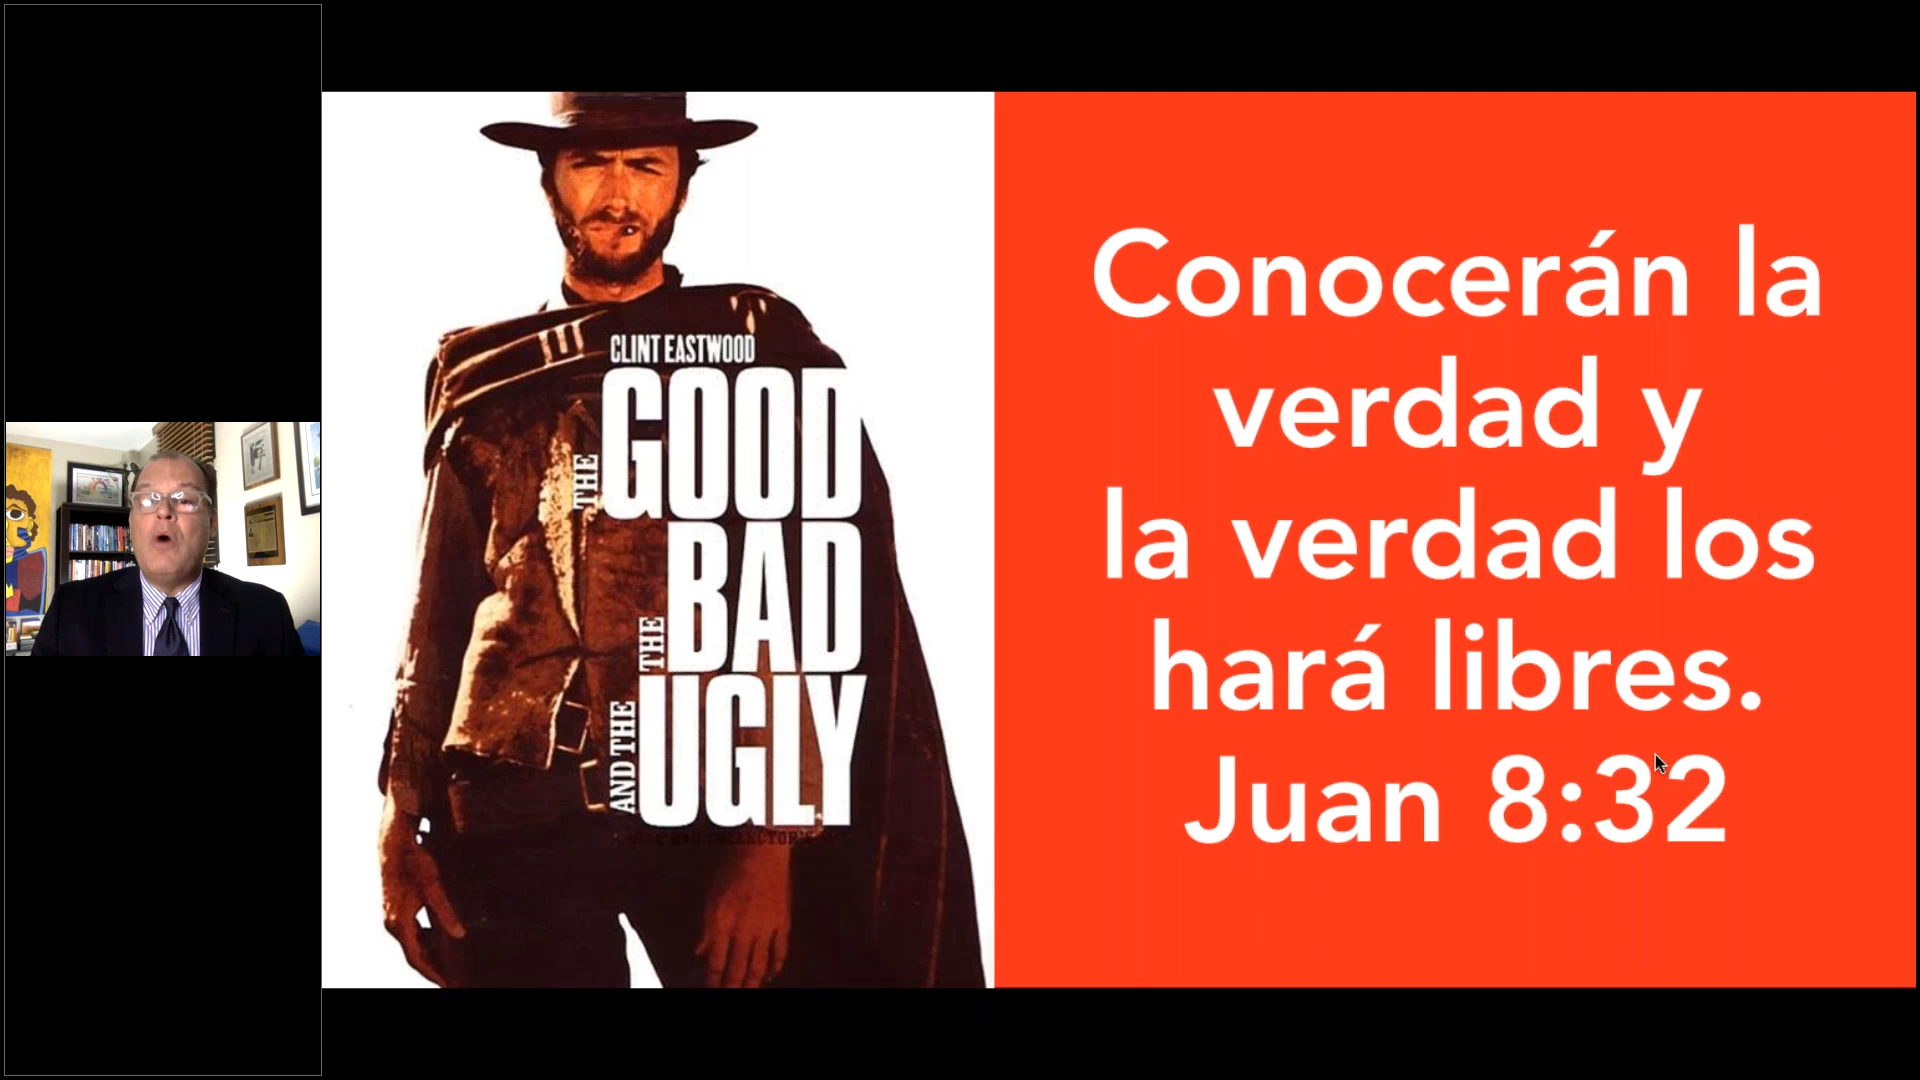 CLINT EASTWOOD
THE GOOD
THE BAD
AND THE UGLY
Conocerán la
verdad y
la verdad los
hará libres.
Juan 8:32